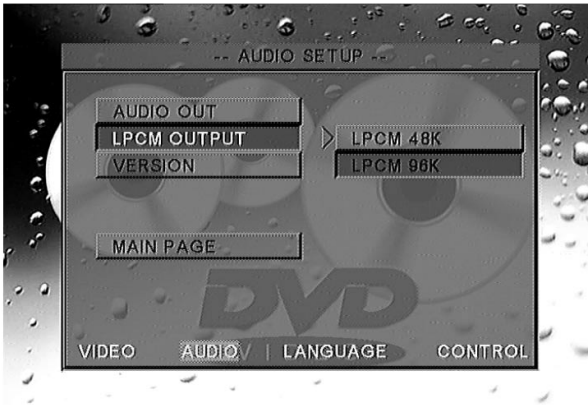 -- AUDIO SETUP --
AUDIO OUT
LPCM OUTPUT
LPCM 48K
VERSION
LPCM 96K
MAIN PAGE
DVD
VIDEO AUDIO LANGUAGE CONTROL